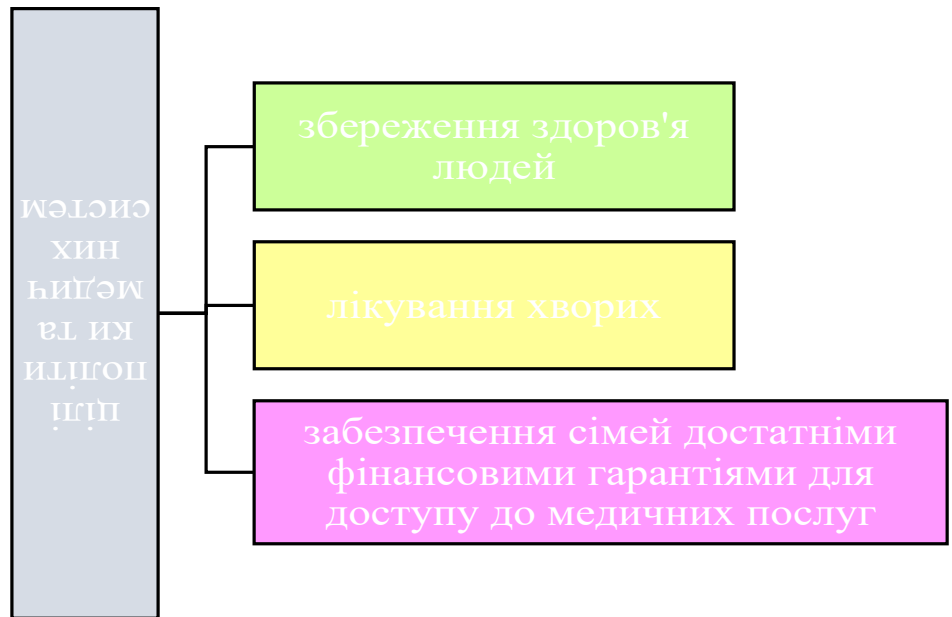 цілі
політи
ки та
медич
них
систем
збереження здоров'я
людей
лікування хворих
забезпечення сімей достатніми
фінансовими гарантіями для
доступу до медичних послуг